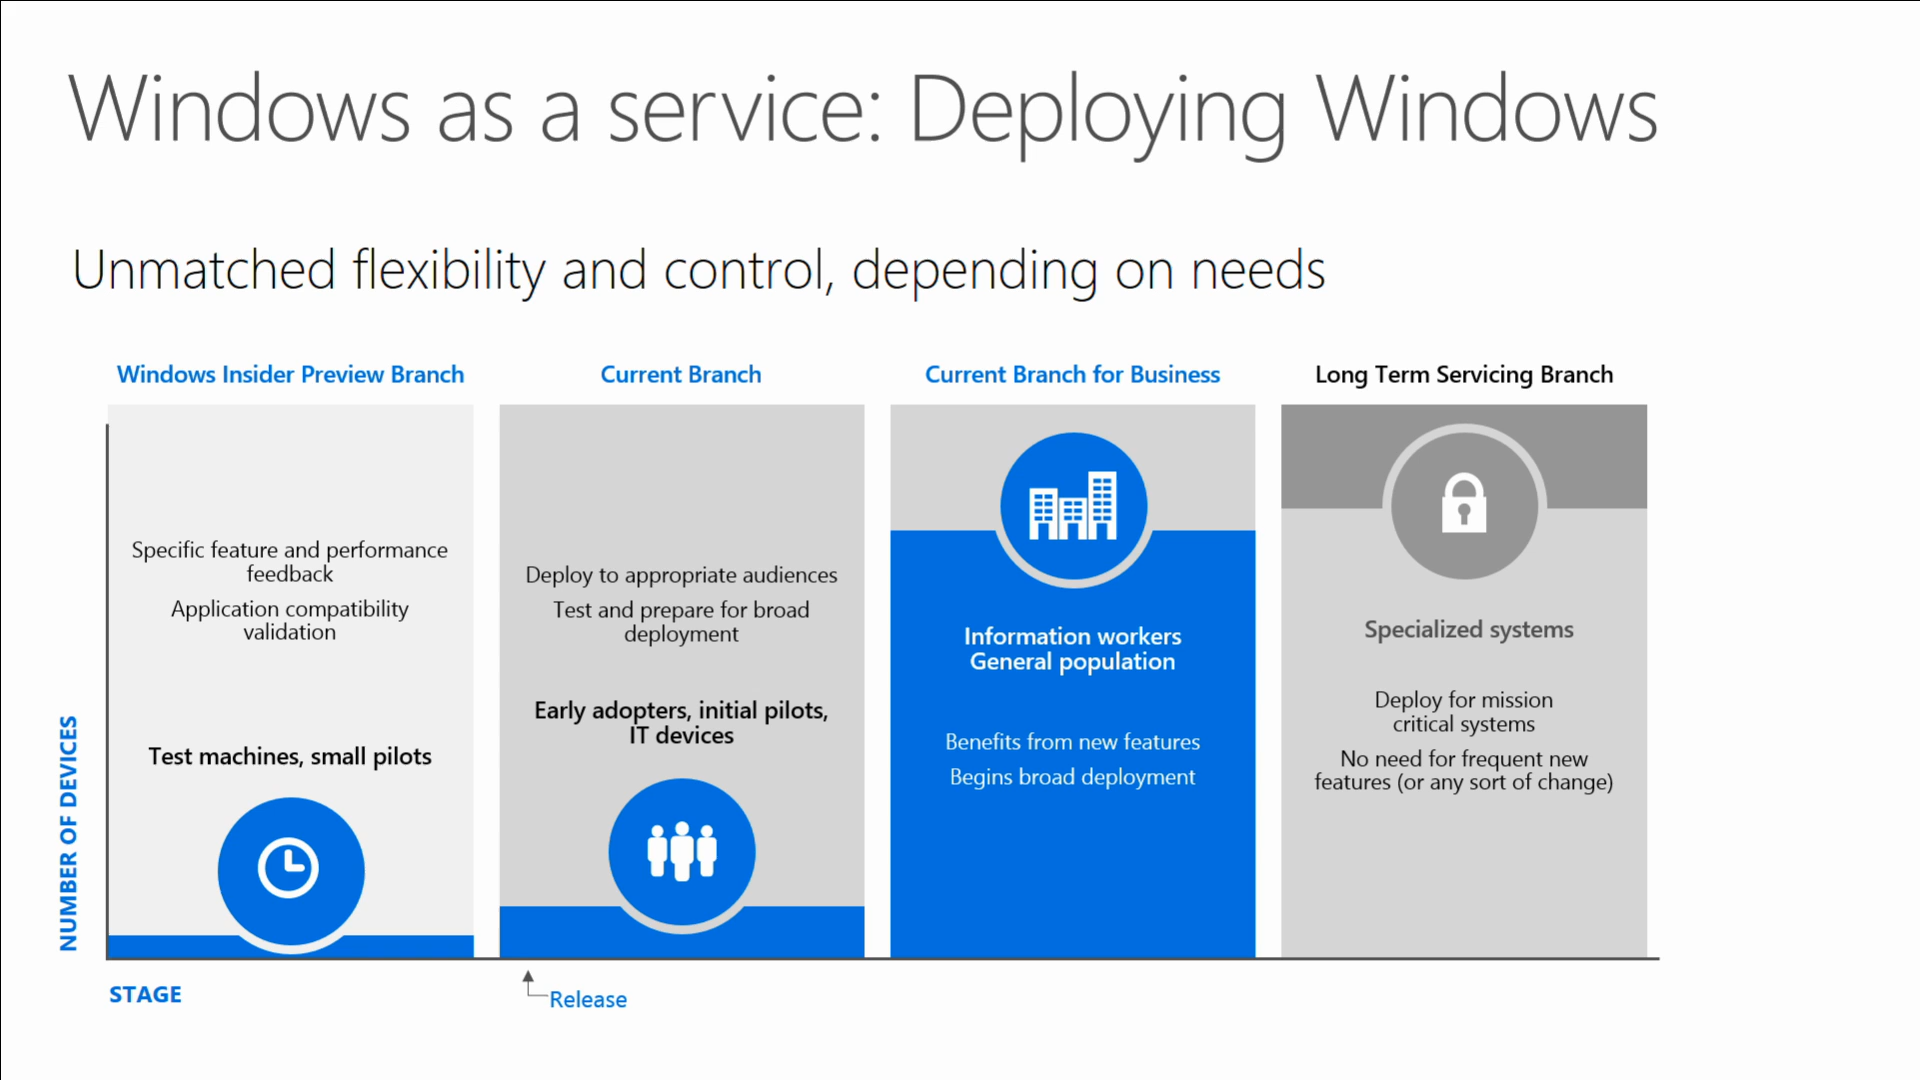 Windows as a service: Deploying Windows
Unmatched flexibility and control, depending on needs
Windows Insider Preview Branch
Specific feature and performance
feedback
Application compatibility
validation
Test machines, small pilots
Current Branch
Deploy to appropriate audiences
Test and prepare for broad
deployment
Early adopters, initial pilots,
IT devices
Current Branch for Business
Information workers
General population
Benefits from new features
Begins broad deployment
Long Term Servicing Branch
Specialized systems
Deploy for mission
critical systems
No need for frequent new
features (or any sort of change)
NUMBER OF DEVICES
STAGE
Release